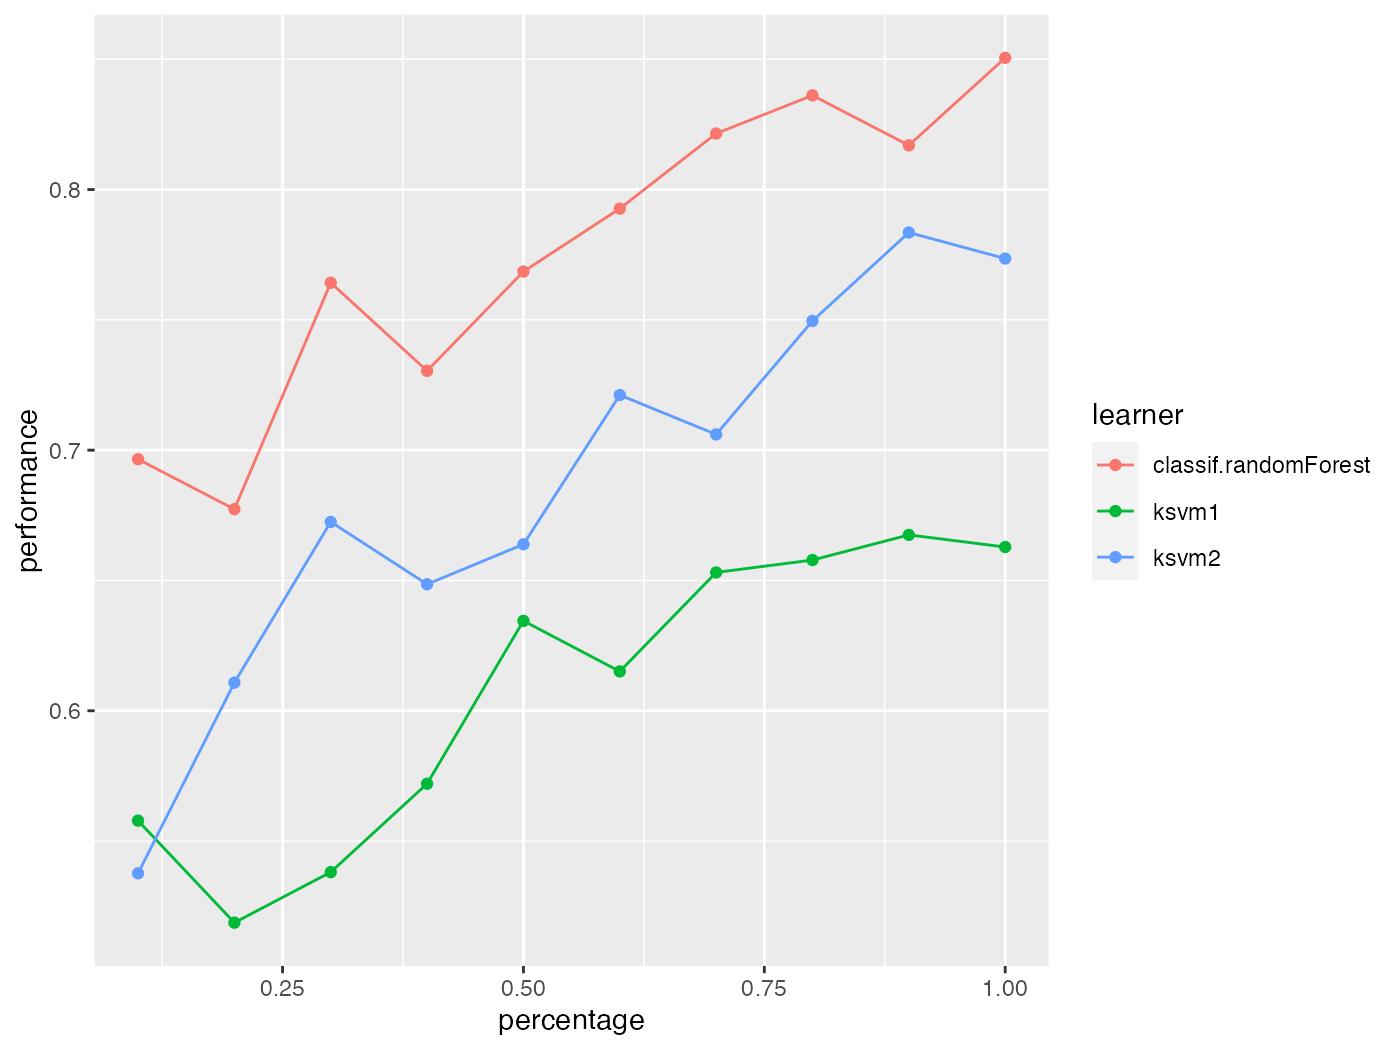 0.8
0.7
0.6
performance
0.25 0.50 0.75 1.00
percentage
learner
classif.randomForest
ksvm1
ksvm2